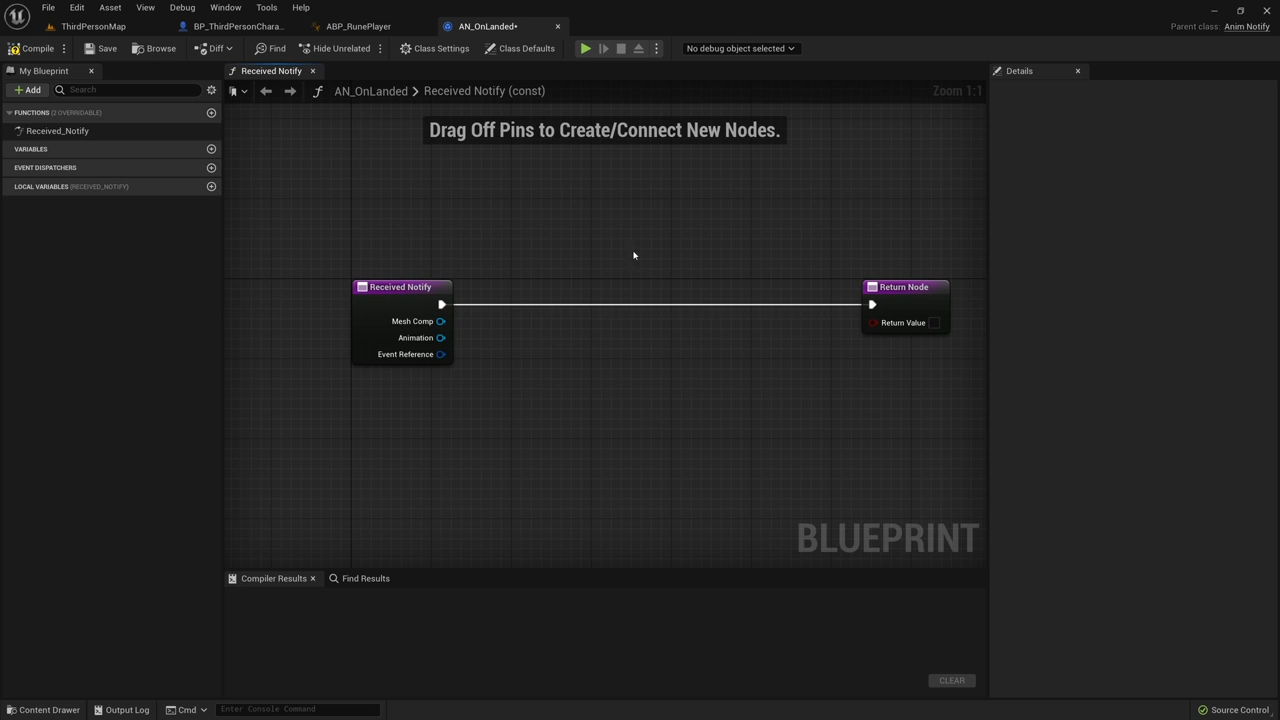 File Edit Asset View Debug Window Tools Help
ThirdPersonMap BP_ThirdPersonChara... ABP_RunePlayer AN_OnLanded* Parent class: Anim Notify
Compile Save Browse Diff Find Hide Unrelated Class Settings Class Defaults No debug object selected
My Blueprint Received Notify Details
+ Add Search AN_OnLanded > Received Notify (const) Zoom 1:1
FUNCTIONS (2 OVERRIDABLE)
Received_Notify
VARIABLES
EVENT DISPATCHERS
LOCAL VARIABLES (RECEIVED_NOTIFY)
Drag Off Pins to Create/Connect New Nodes.
Received Notify
Mesh Comp
Animation
Event Reference
Return Node
Return Value
BLUEPRINT
Compiler Results Find Results
CLEAR
Content Drawer Output Log Cmd Enter Console Command Source Control